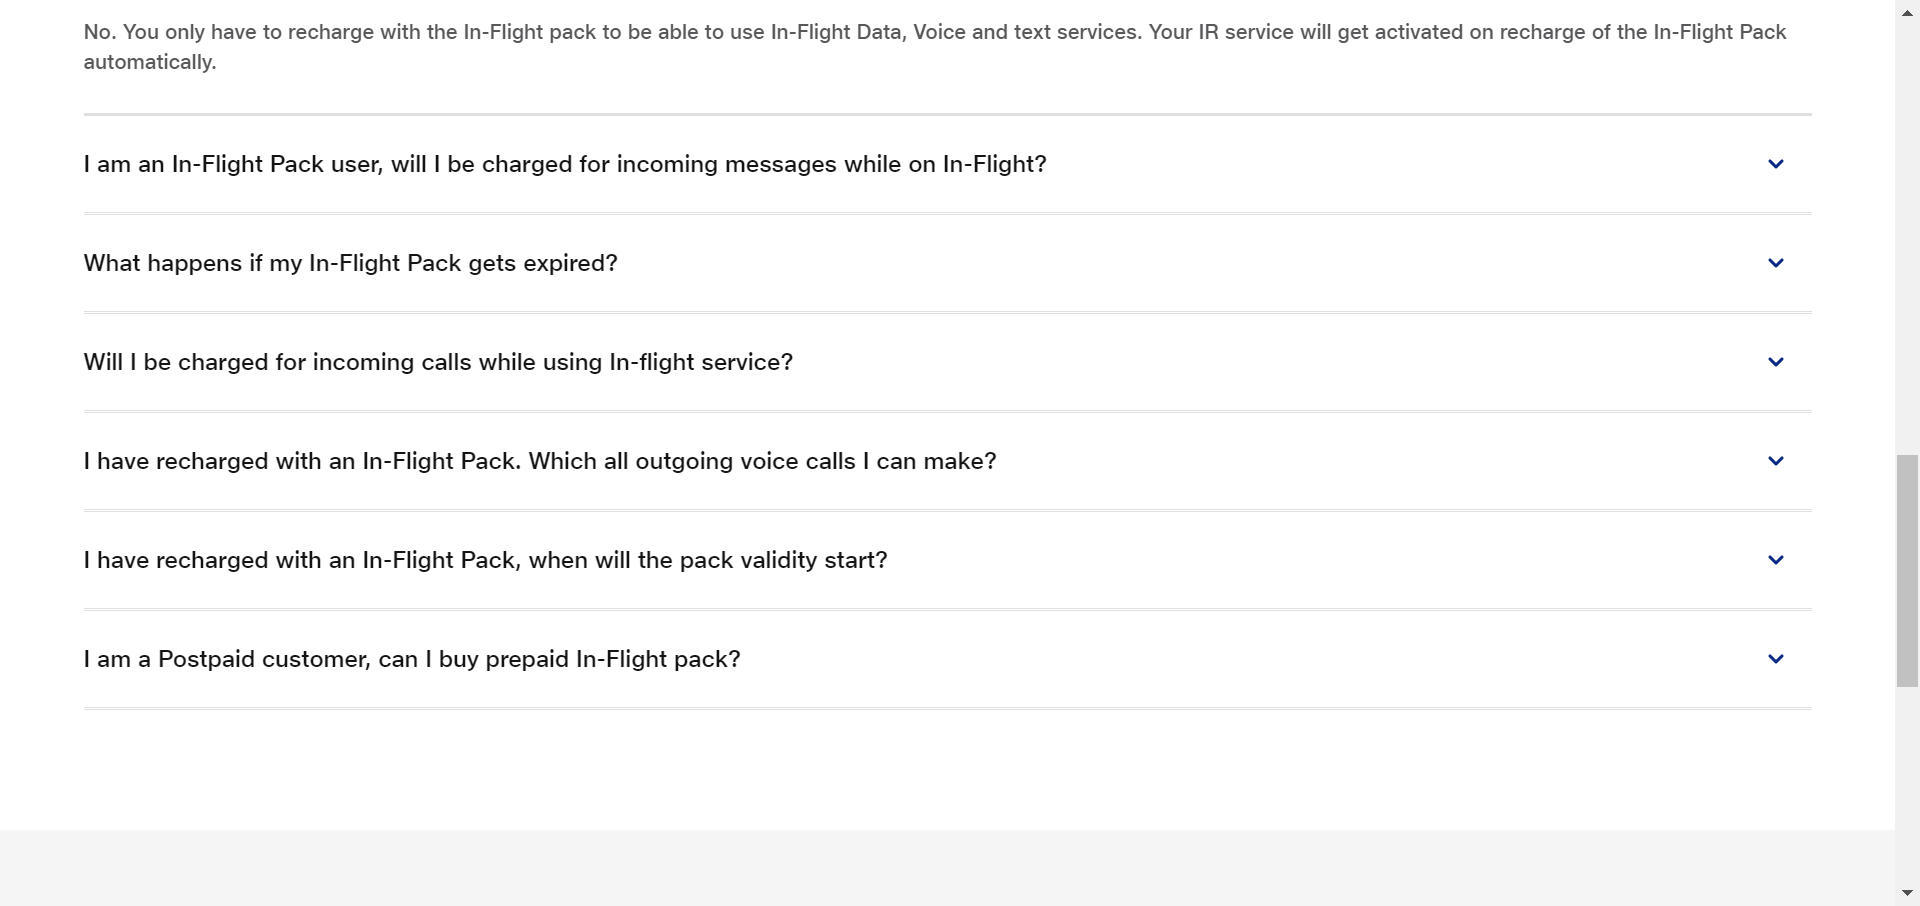 No. You only have to recharge with the In-Flight pack to be able to use In-Flight Data, Voice and text services. Your IR service will get activated on recharge of the In-Flight Pack
automatically.
I am an In-Flight Pack user, will I be charged for incoming messages while on In-Flight?
What happens if my In-Flight Pack gets expired?
Will I be charged for incoming calls while using In-flight service?
I have recharged with an In-Flight Pack. Which all outgoing voice calls I can make?
I have recharged with an In-Flight Pack, when will the pack validity start?
I am a Postpaid customer, can I buy prepaid In-Flight pack?